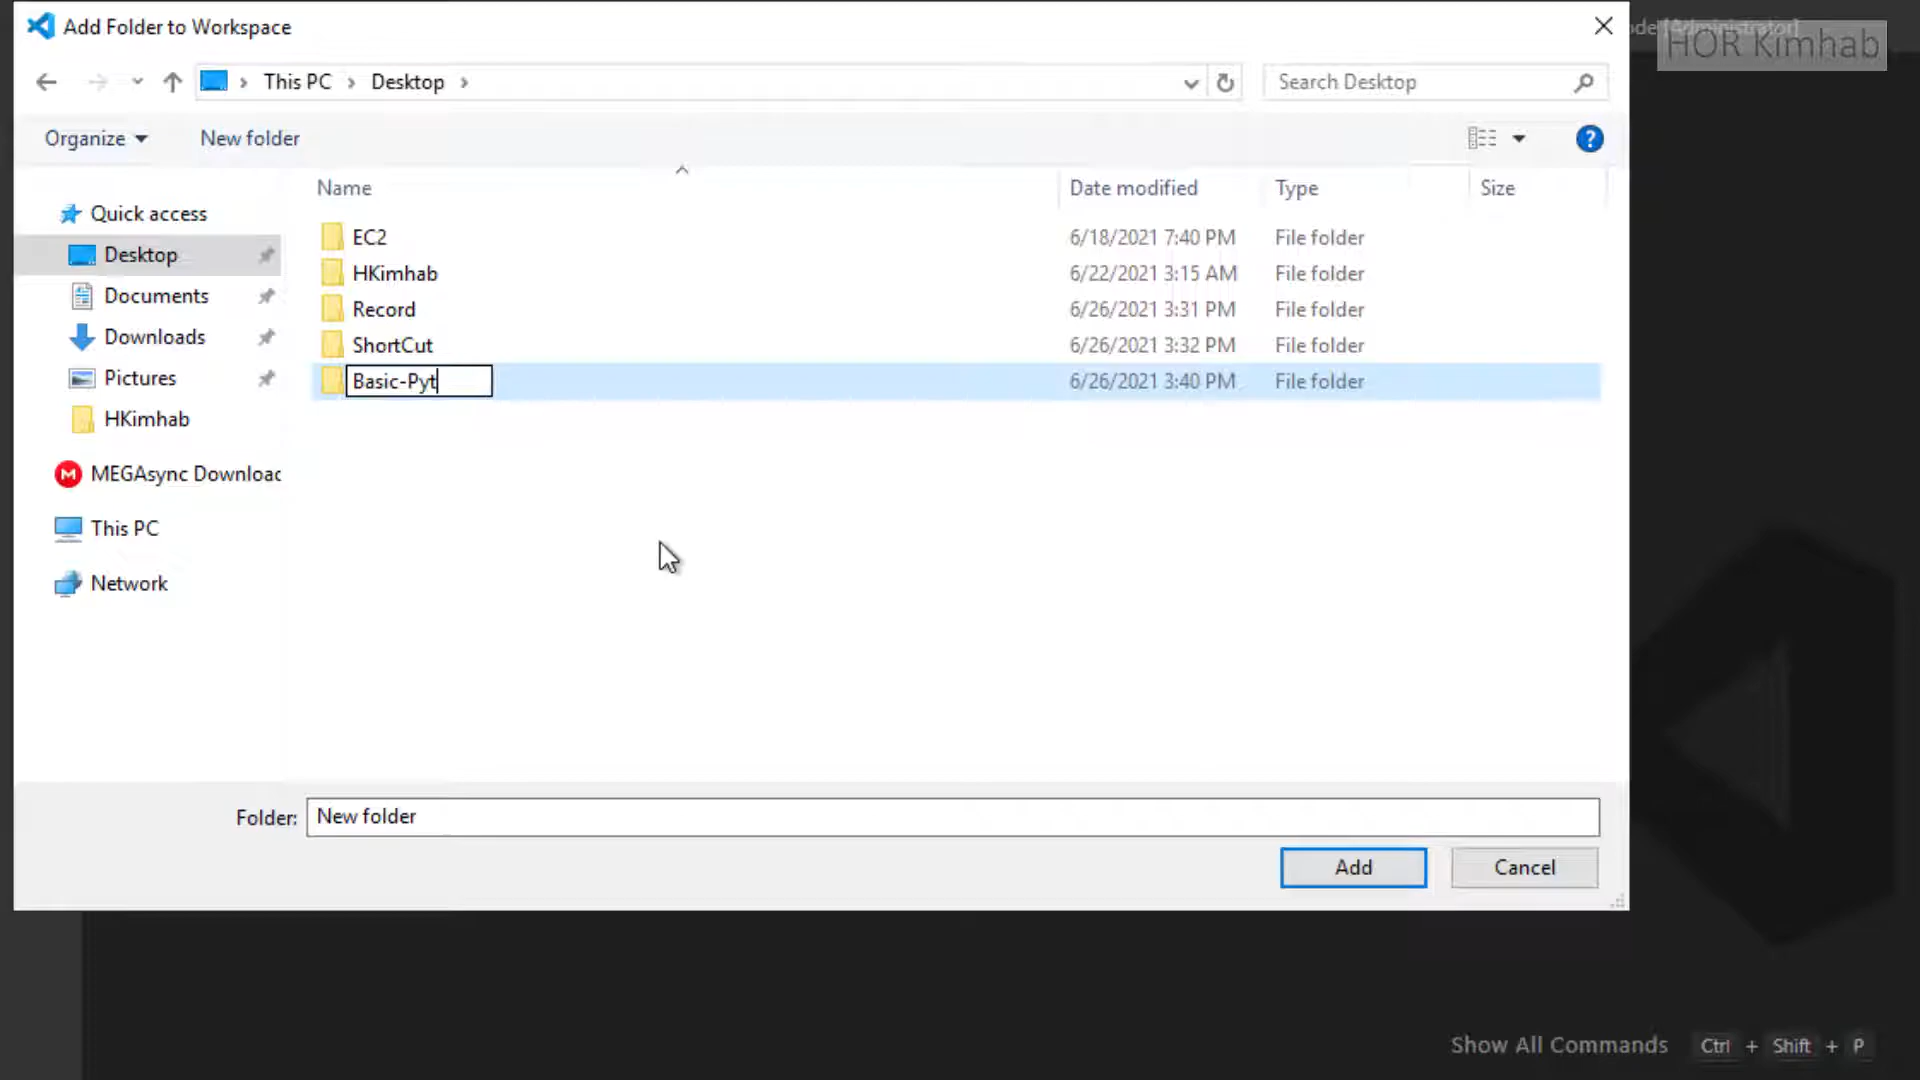 Add Folder to Workspace
ode [Administrator]
HOR Kimhab
This PC > Desktop >
Search Desktop
Organize
New folder
Name
Date modified
Type
Size
Quick access
Desktop
Documents
Downloads
Pictures
HKimhab
MEGAsync Downloac
This PC
Network
EC2 6/18/2021 7:40 PM File folder
HKimhab 6/22/2021 3:15 AM File folder
Record 6/26/2021 3:31 PM File folder
ShortCut 6/26/2021 3:32 PM File folder
Basic-Pyt 6/26/2021 3:40 PM File folder
Folder: New folder
Add
Cancel
Show All Commands Ctrl + Shift + P